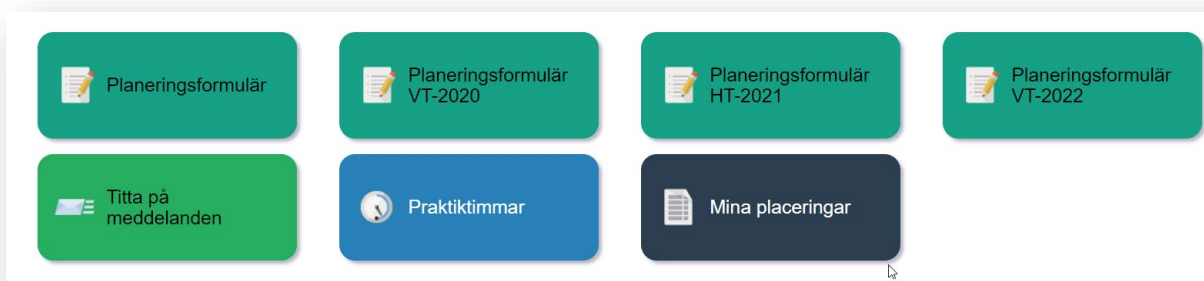 Planeringsformulär
Planeringsformulär
VT-2020
Planeringsformulär
HT-2021
Planeringsformulär
VT-2022
Titta på
meddelanden
Praktiktimmar
Mina placeringar